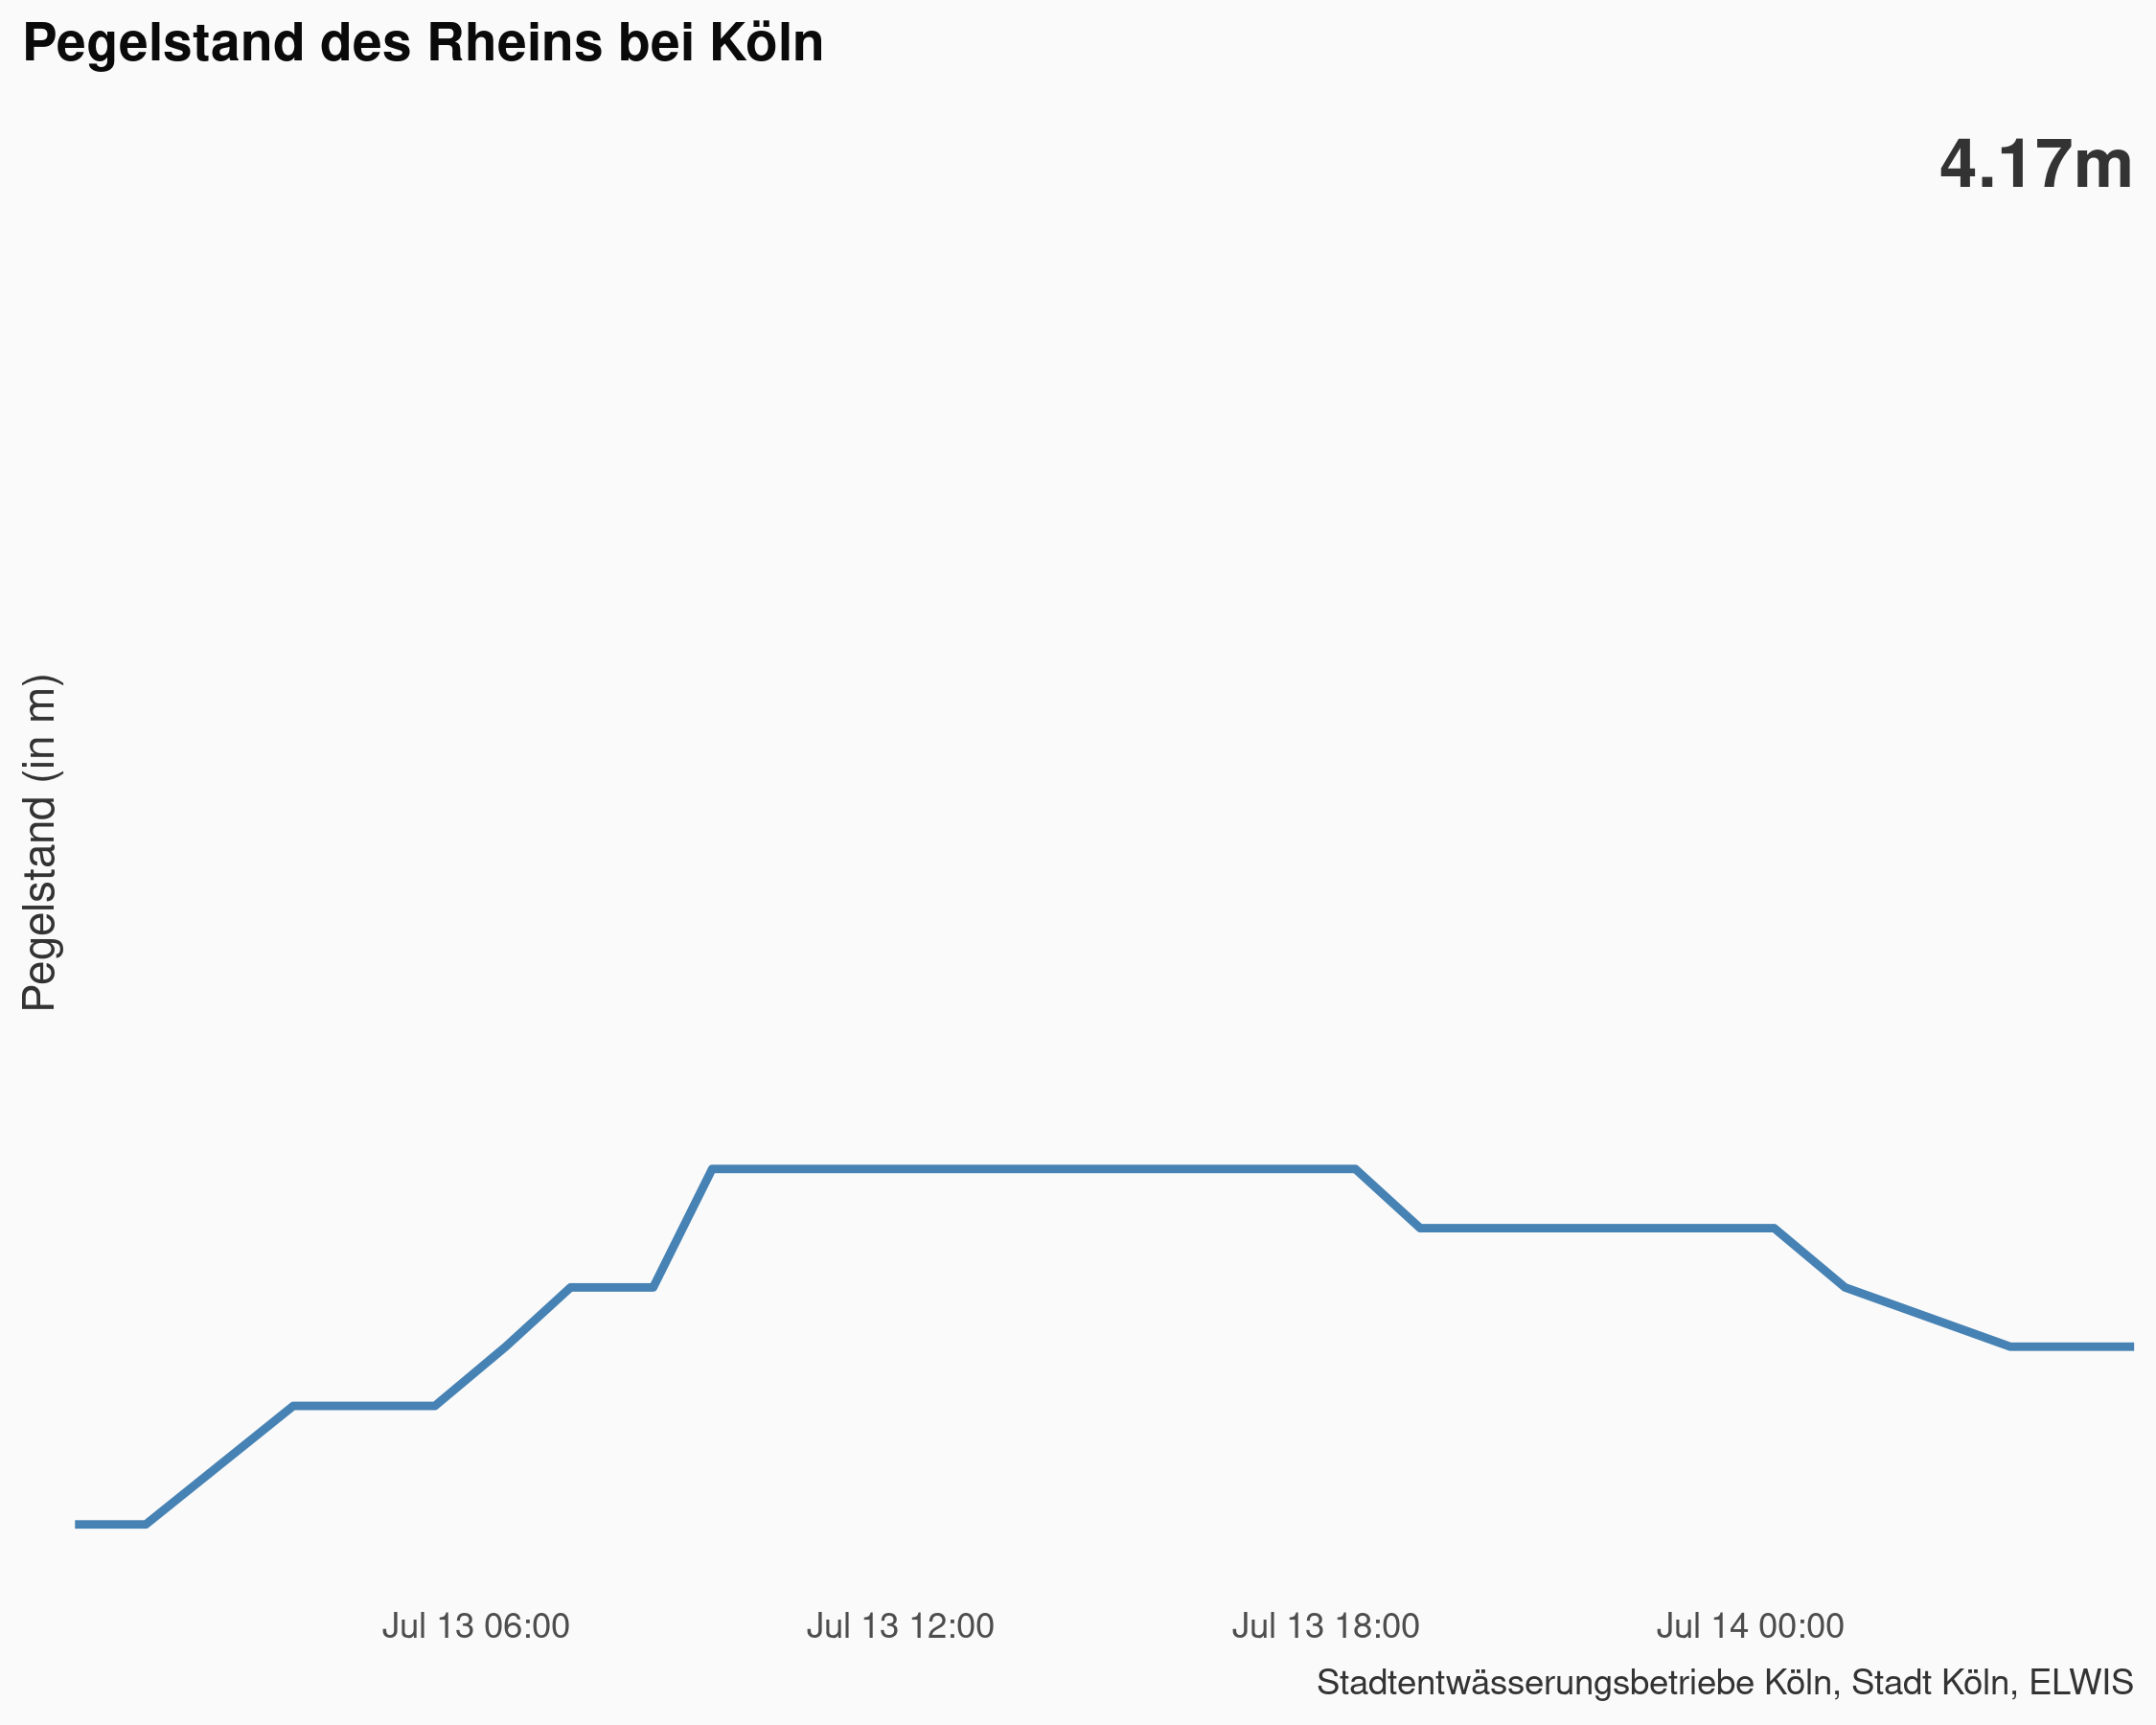 Pegelstand des Rheins bei Köln
4.17m
Pegelstand (in m)
Jul 13 06:00 Jul 13 12:00 Jul 13 18:00 Jul 14 00:00
Stadtentwässerungsbetriebe Köln, Stadt Köln, ELWIS